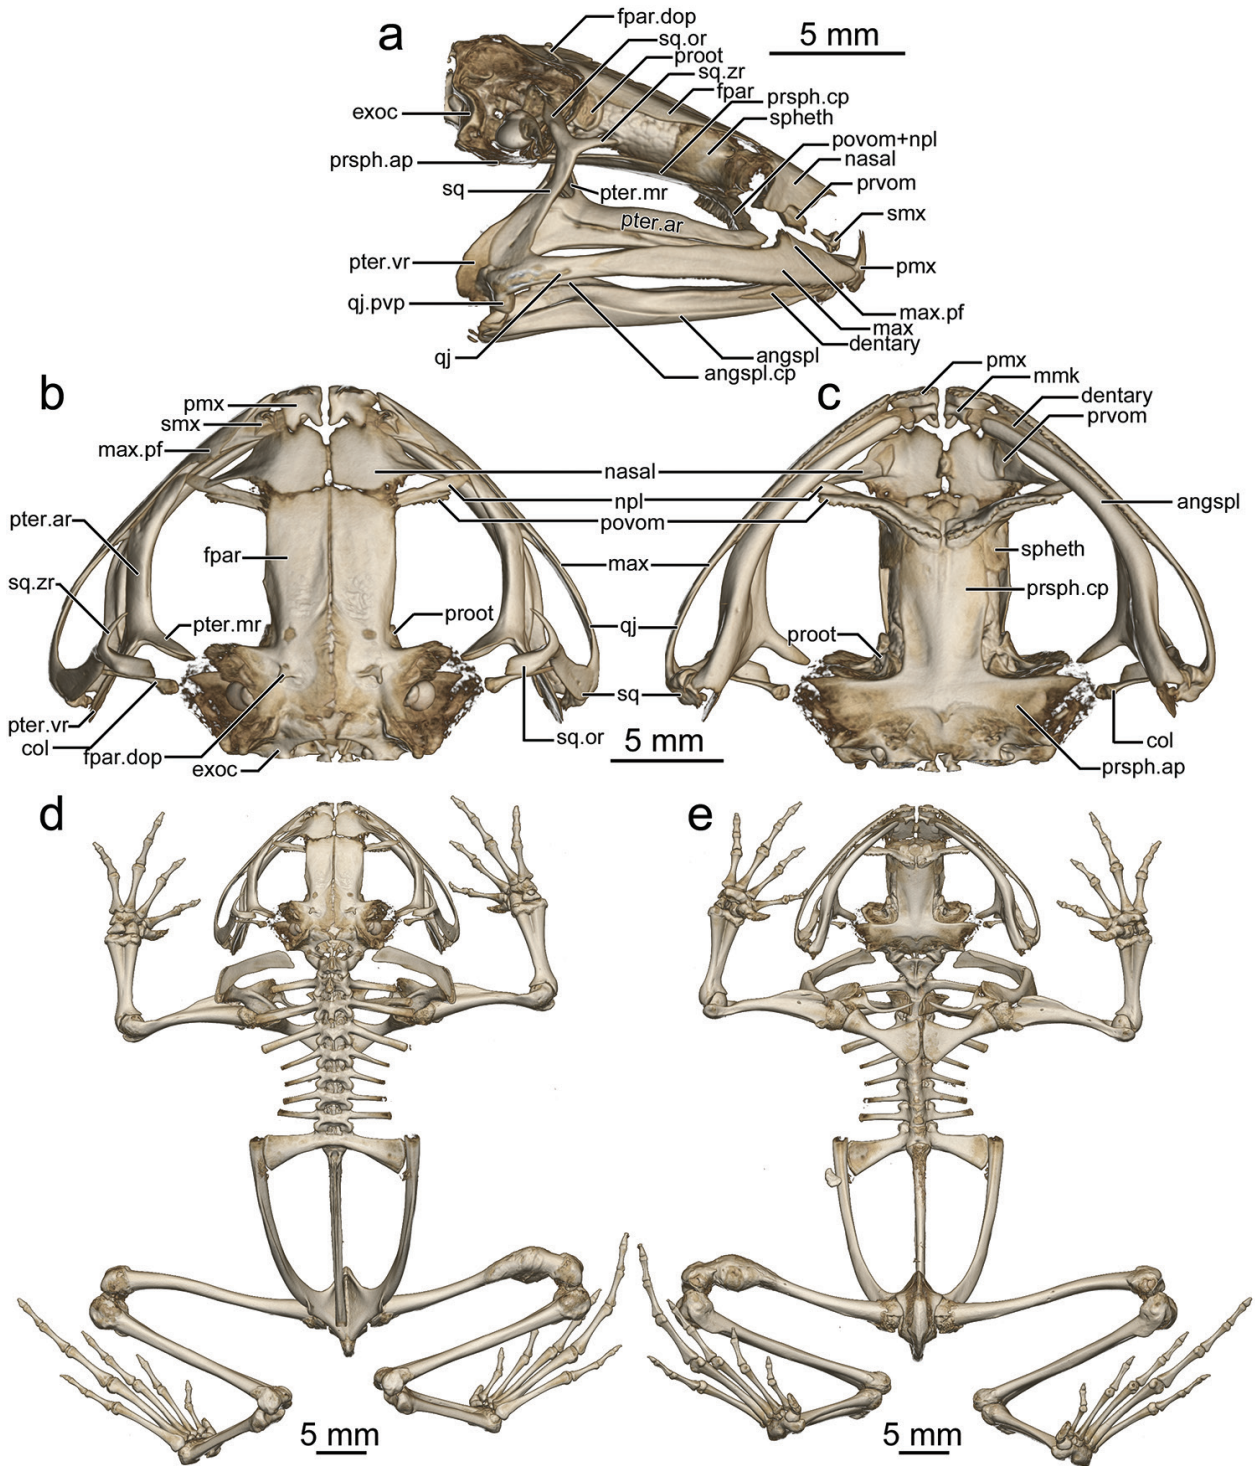 a
fpar.dop
sq.or
proot
sq.zr
fpar
prsph.cp
spheth
povom+npl
nasal
prvom
smx
pmx
max.pf
max
dentary
angspl
angspl.cp
qj
qj.pvp
pter.vr
sq
prsph.ap
exoc
pter.mr
pter.ar
5 mm
b
pmx
smx
max.pf
pter.ar
sq.zr
pter.mr
fpar
proot
pter.vr
col
fpar.dop
exoc
sq.or
nasal
npl
povom
max
qj
sq
5 mm
c
pmx
mmk
dentary
prvom
angspl
spheth
prsph.cp
proot
col
prsph.ap
d
5 mm
e
5 mm